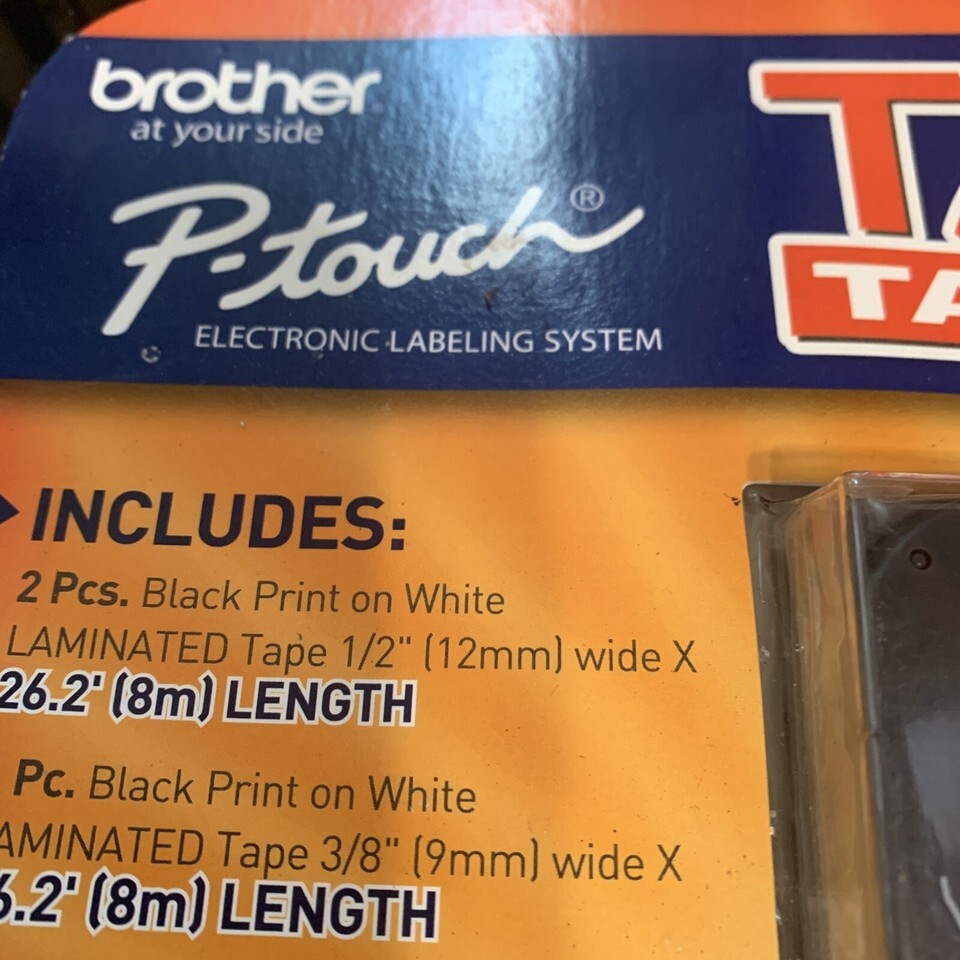 brother
at your side
P-touch®
ELECTRONIC LABELING SYSTEM
TA
TA
INCLUDES:
2 Pcs. Black Print on White
LAMINATED Tape 1/2" (12mm) wide X
26.2' (8m) LENGTH
Pc. Black Print on White
AMINATED Tape 3/8" (9mm) wide X
6.2' (8m) LENGTH